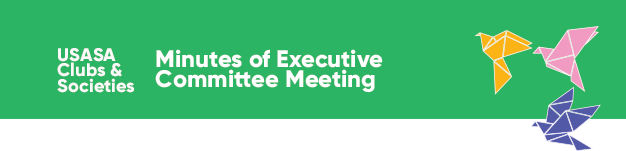 USASA
Clubs &
Societies
Minutes of Executive
Committee Meeting